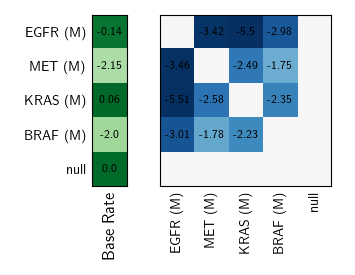 EGFR (M) -0.14 -3.42 -5.5 -2.98
MET (M) -2.15 -3.46 -2.49 -1.75
KRAS (M) 0.06 -5.51 -2.58 -2.35
BRAF (M) -2.0 -3.01 -1.78 -2.23
null 0.0
Base Rate
EGFR (M)
MET (M)
KRAS (M)
BRAF (M)
null